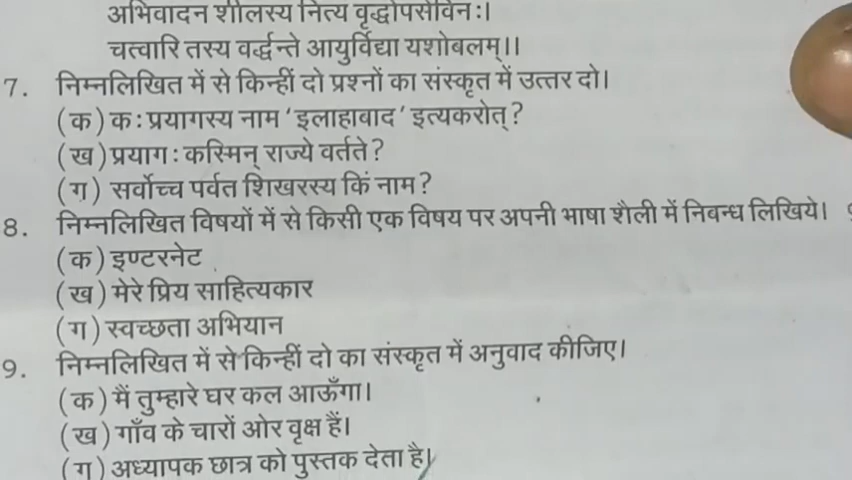 अभिवादन शीलस्य नित्य वृद्धोपसेविनः।
चत्वारि तस्य वर्द्धन्ते आयुर्विद्या यशोबलम्।।
7. निम्नलिखित में से किन्हीं दो प्रश्नों का संस्कृत में उत्तर दो।
(क) कः प्रयागस्य नाम 'इलाहाबाद' इत्यकरोत्?
(ख) प्रयागः कस्मिन् राज्ये वर्तते?
(ग) सर्वोच्च पर्वत शिखरस्य किं नाम?
8. निम्नलिखित विषयों में से किसी एक विषय पर अपनी भाषा शैली में निबन्ध लिखिये।
(क) इण्टरनेट
(ख) मेरे प्रिय साहित्यकार
(ग) स्वच्छता अभियान
9. निम्नलिखित में से किन्हीं दो का संस्कृत में अनुवाद कीजिए।
(क) मैं तुम्हारे घर कल आऊँगा।
(ख) गाँव के चारों ओर वृक्ष हैं।
(ग) अध्यापक छात्र को पुस्तक देता है।